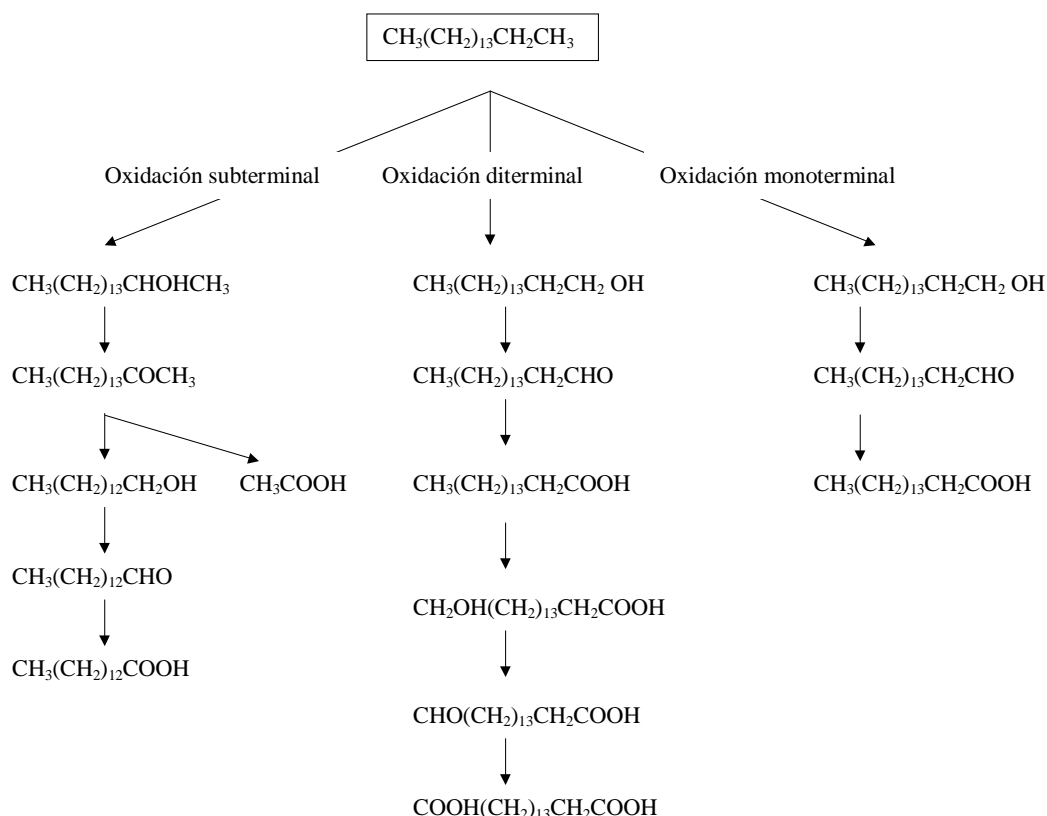 CH₃(CH₂)₁₃CH₂CH₃
Oxidación subterminal
Oxidación diterminal
Oxidación monoterminal
CH₃(CH₂)₁₃CHOHCH₃
CH₃(CH₂)₁₃CH₂CH₂ OH
CH₃(CH₂)₁₃CH₂CH₂ OH
CH₃(CH₂)₁₃COCH₃
CH₃(CH₂)₁₃CH₂CHO
CH₃(CH₂)₁₃CH₂CHO
CH₃(CH₂)₁₂CH₂OH
CH₃COOH
CH₃(CH₂)₁₃CH₂COOH
CH₃(CH₂)₁₃CH₂COOH
CH₃(CH₂)₁₂CHO
CH₂OH(CH₂)₁₃CH₂COOH
CH₃(CH₂)₁₂COOH
CHO(CH₂)₁₃CH₂COOH
COOH(CH₂)₁₃CH₂COOH